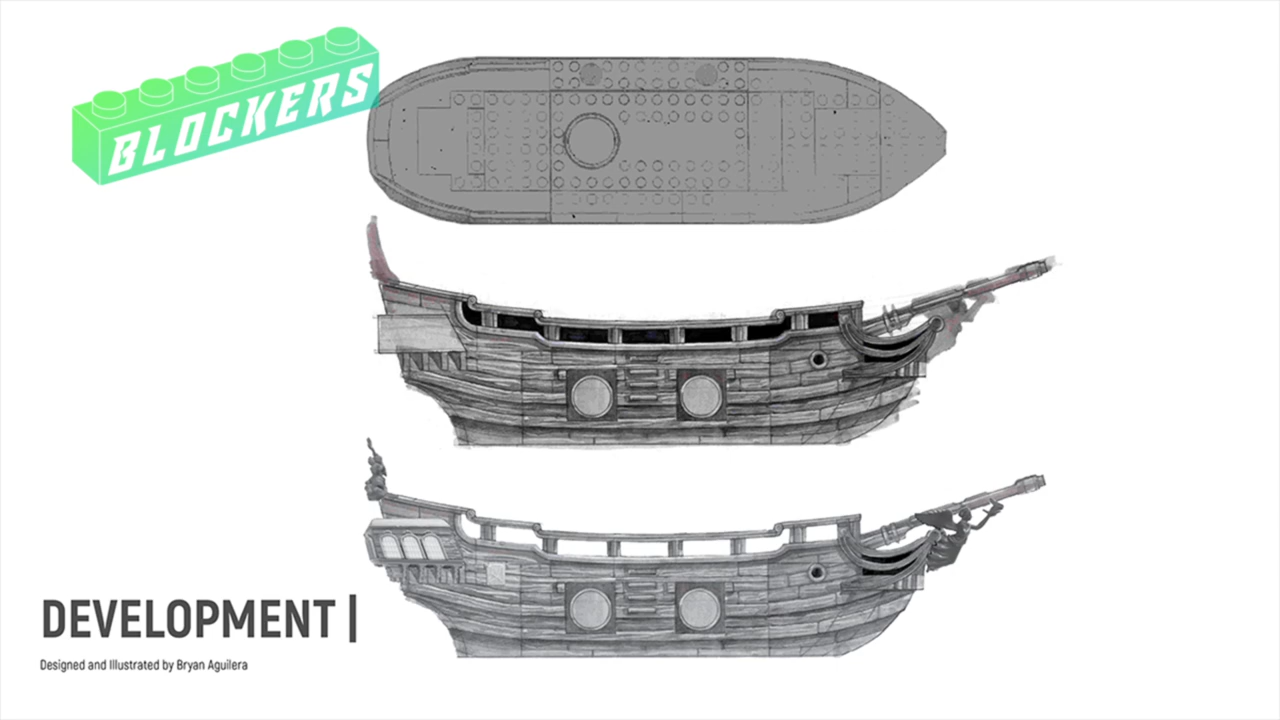 BLOCKERS
DEVELOPMENT |
Designed and Illustrated by Bryan Aguilera